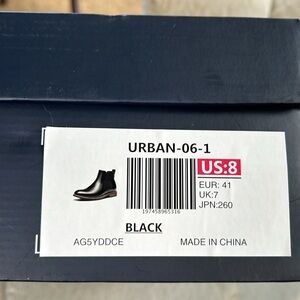 URBAN-06-1
US:8
EUR: 41
UK:7
JPN:260
197458965316
BLACK
AG5YDDCE MADE IN CHINA